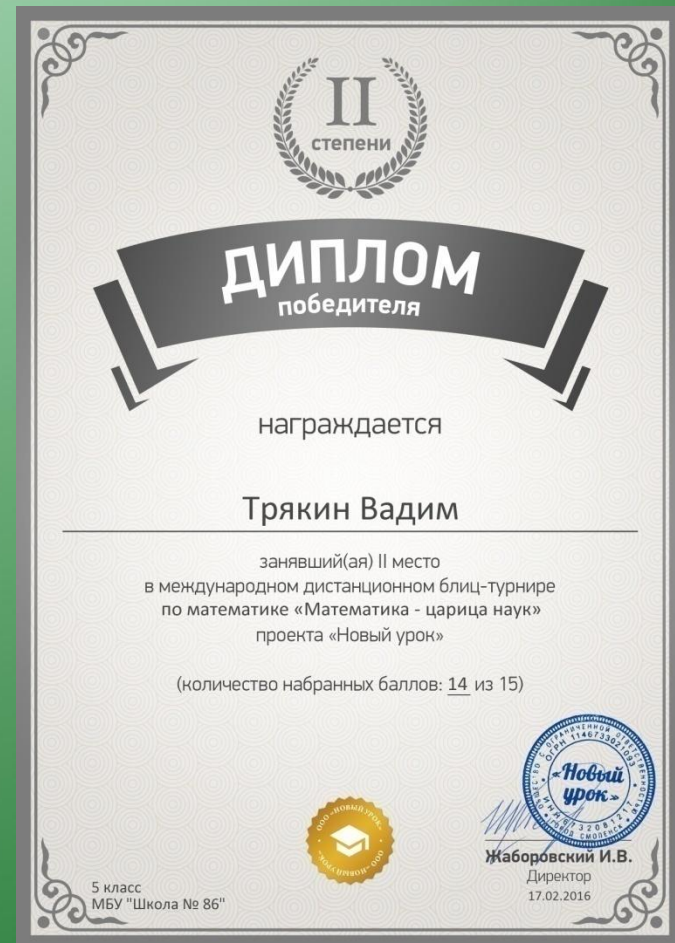 II
степени
ДИПЛОМ
победителя
награждается
Трякин Вадим
занявший(ая) II место
в международном дистанционном блиц-турнире
по математике «Математика - царица наук»
проекта «Новый урок»
(количество набранных баллов: 14 из 15)
«Новый
урок»
Жаборовский И.В.
Директор
17.02.2016
5 класс
МБУ "Школа № 86"